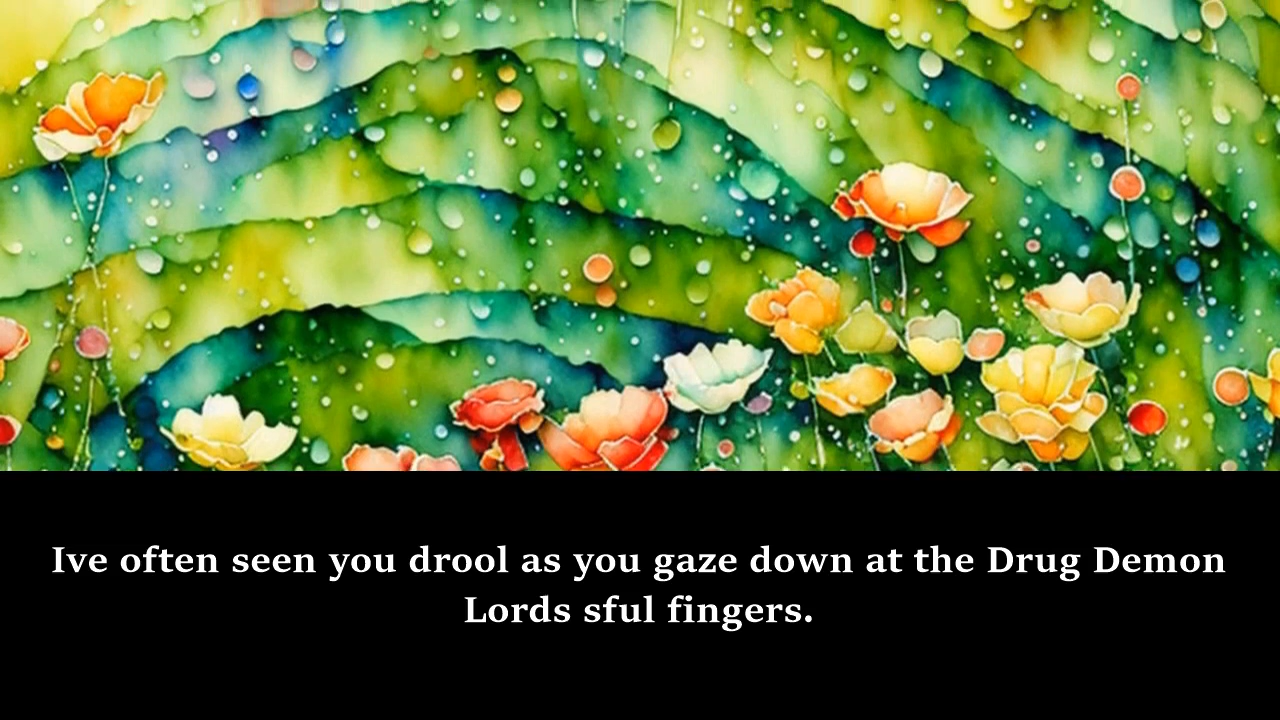 Ive often seen you drool as you gaze down at the Drug Demon
Lords sful fingers.